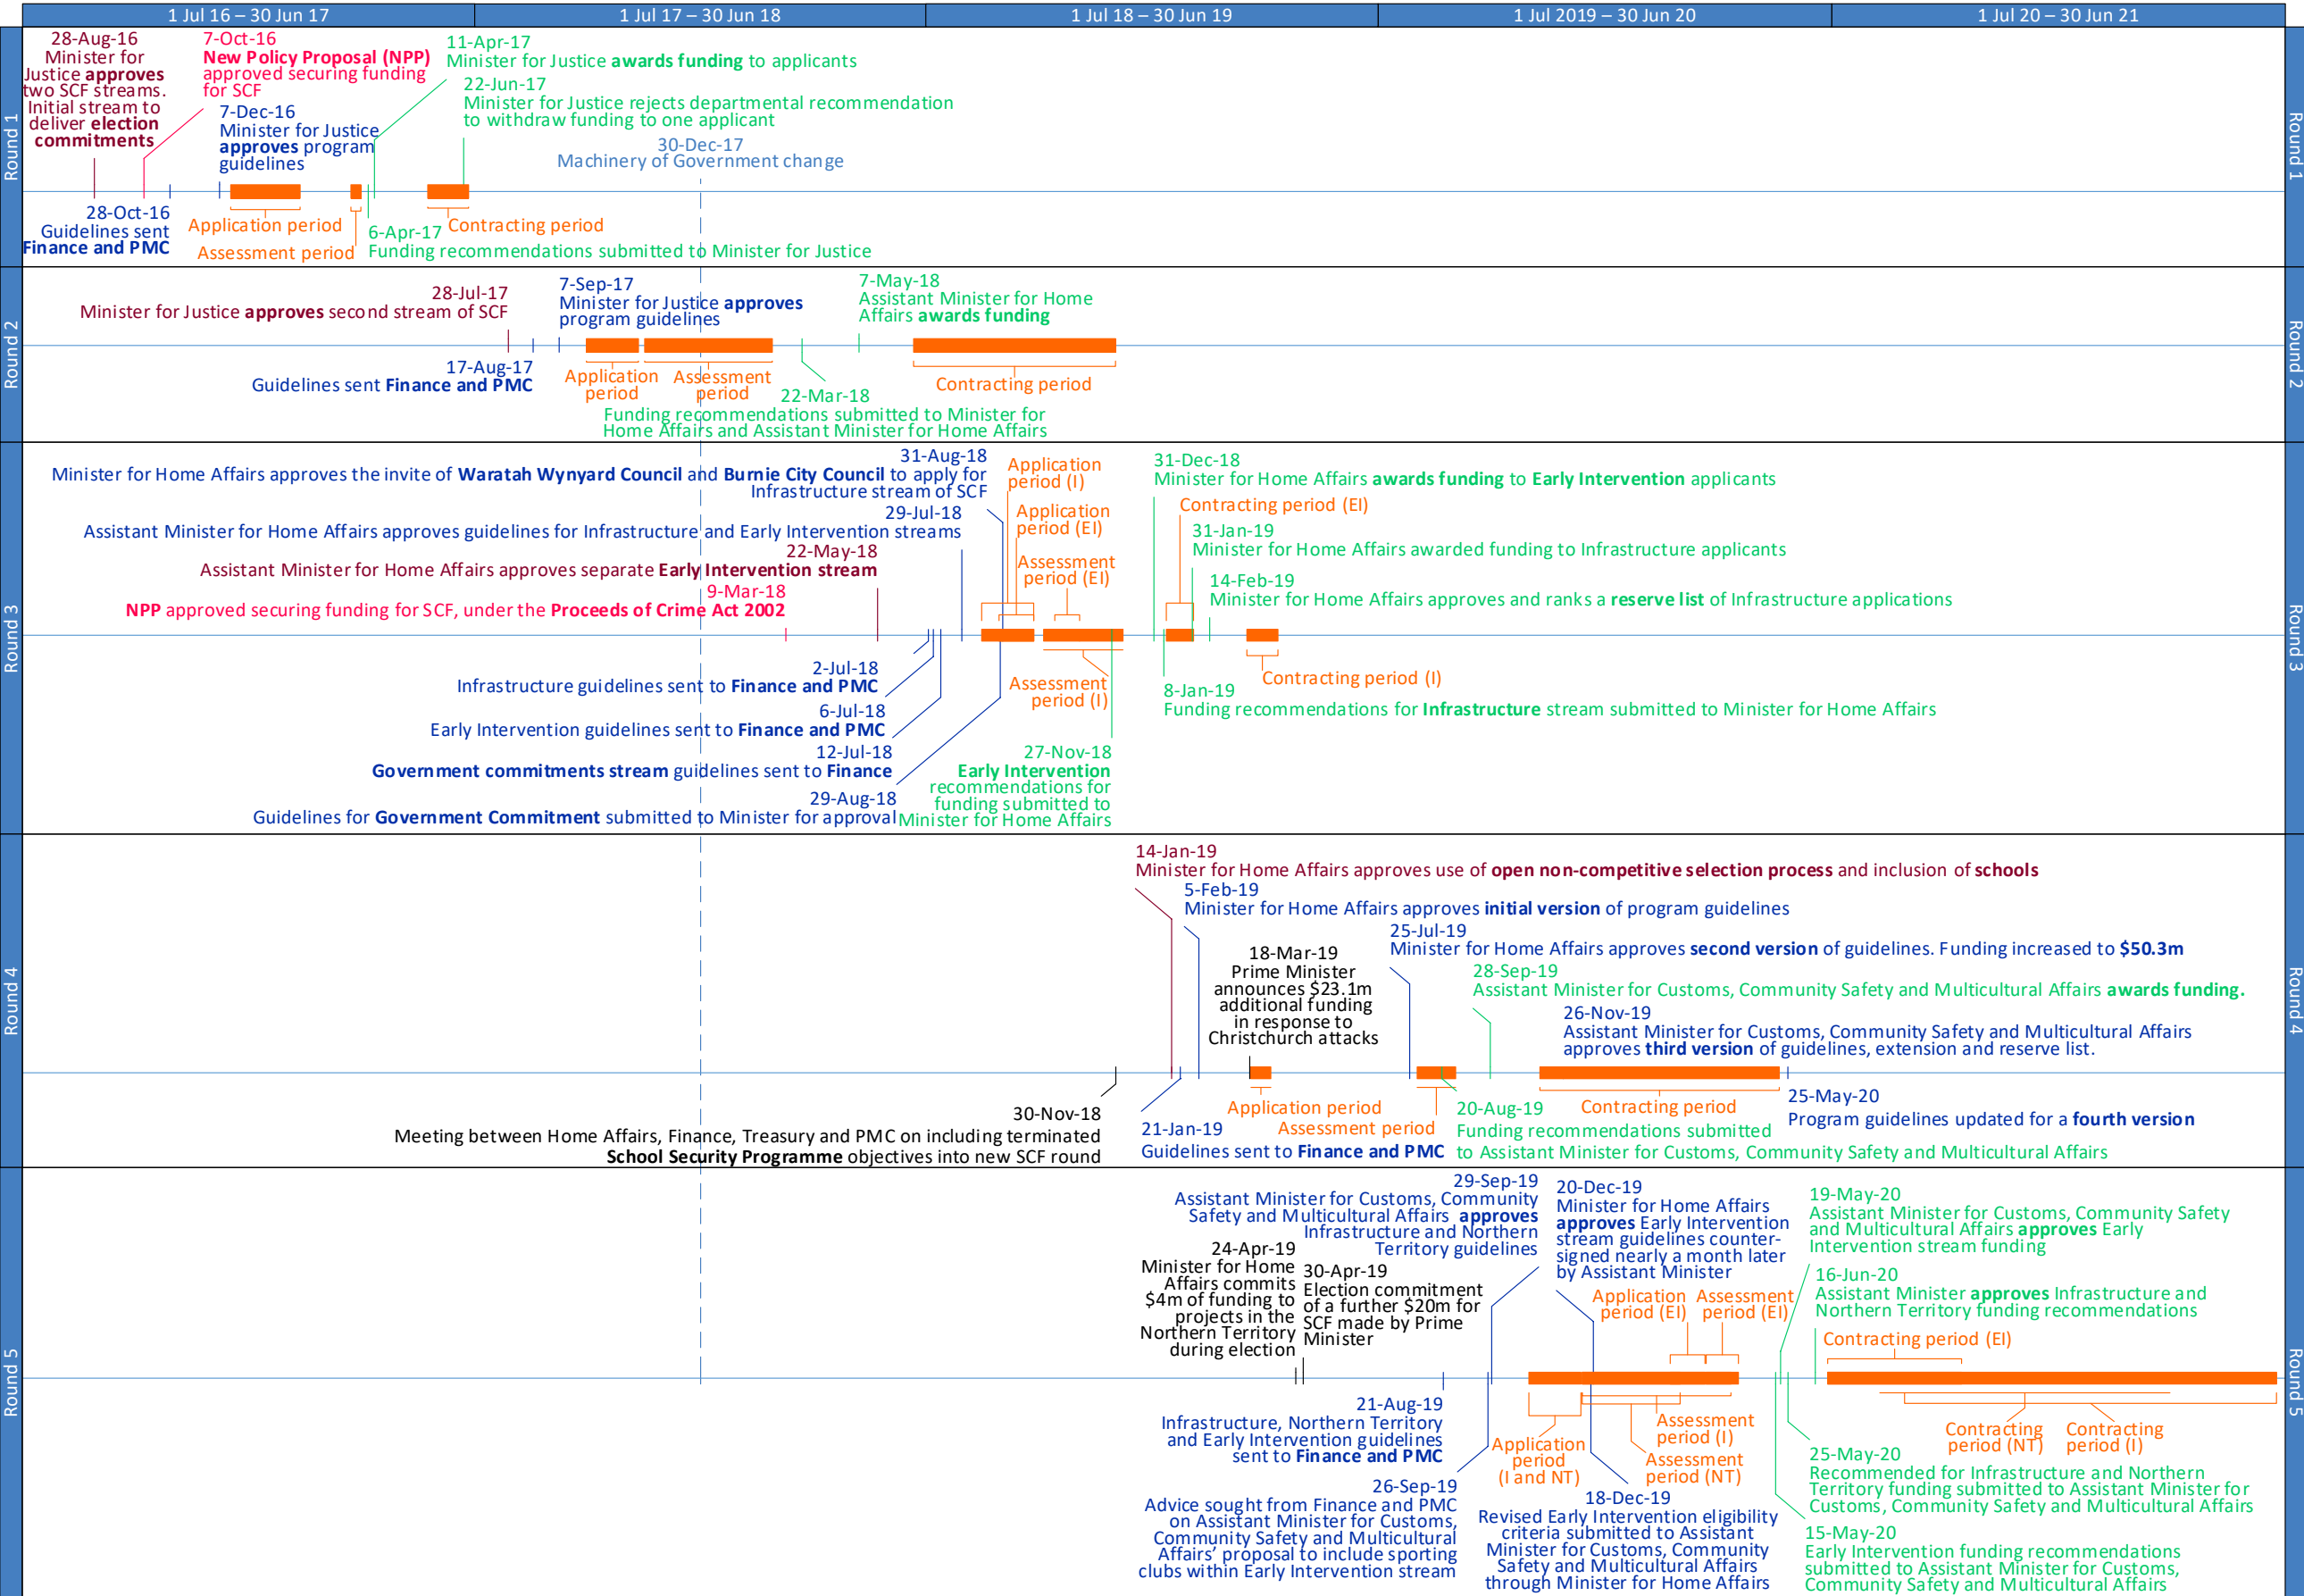 1 Jul 16 – 30 Jun 17
1 Jul 17 – 30 Jun 18
1 Jul 18 – 30 Jun 19
1 Jul 2019 – 30 Jun 20
1 Jul 20 – 30 Jun 21
Round 1
28-Aug-16
Minister for
Justice approves
two SCF streams.
Initial stream to
deliver election
commitments
7-Oct-16
New Policy Proposal (NPP)
approved securing funding
for SCF
7-Dec-16
Minister for Justice
approves program
guidelines
11-Apr-17
Minister for Justice awards funding to applicants
22-Jun-17
Minister for Justice rejects departmental recommendation
to withdraw funding to one applicant
30-Dec-17
Machinery of Government change
28-Oct-16
Guidelines sent
Finance and PMC
Application period
Assessment period
6-Apr-17
Funding recommendations submitted to Minister for Justice
Contracting period
Round 1
Round 2
28-Jul-17
Minister for Justice approves second stream of SCF
7-Sep-17
Minister for Justice approves
program guidelines
7-May-18
Assistant Minister for Home
Affairs awards funding
17-Aug-17
Guidelines sent Finance and PMC
Application
period
Assessment
period
22-Mar-18
Funding recommendations submitted to Minister for
Home Affairs and Assistant Minister for Home Affairs
Contracting period
Round 2
Round 3
31-Aug-18
Minister for Home Affairs approves the invite of Waratah Wynyard Council and Burnie City Council to apply for
Infrastructure stream of SCF
29-Jul-18
Assistant Minister for Home Affairs approves guidelines for Infrastructure and Early Intervention streams
22-May-18
Assistant Minister for Home Affairs approves separate Early Intervention stream
9-Mar-18
NPP approved securing funding for SCF, under the Proceeds of Crime Act 2002
Application
period (I)
Application
period (EI)
Assessment
period (EI)
31-Dec-18
Minister for Home Affairs awards funding to Early Intervention applicants
Contracting period (EI)
31-Jan-19
Minister for Home Affairs awarded funding to Infrastructure applicants
14-Feb-19
Minister for Home Affairs approves and ranks a reserve list of Infrastructure applications
2-Jul-18
Infrastructure guidelines sent to Finance and PMC
6-Jul-18
Early Intervention guidelines sent to Finance and PMC
12-Jul-18
Government commitments stream guidelines sent to Finance
29-Aug-18
Guidelines for Government Commitment submitted to Minister for approval
Assessment
period (I)
27-Nov-18
Early Intervention
recommendations for
funding submitted to
Minister for Home Affairs
Contracting period (I)
8-Jan-19
Funding recommendations for Infrastructure stream submitted to Minister for Home Affairs
Round 3
Round 4
14-Jan-19
Minister for Home Affairs approves use of open non-competitive selection process and inclusion of schools
5-Feb-19
Minister for Home Affairs approves initial version of program guidelines
25-Jul-19
Minister for Home Affairs approves second version of guidelines. Funding increased to $50.3m
18-Mar-19
Prime Minister
announces $23.1m
additional funding
in response to
Christchurch attacks
28-Sep-19
Assistant Minister for Customs, Community Safety and Multicultural Affairs awards funding.
26-Nov-19
Assistant Minister for Customs, Community Safety and Multicultural Affairs
approves third version of guidelines, extension and reserve list.
30-Nov-18
Meeting between Home Affairs, Finance, Treasury and PMC on including terminated
School Security Programme objectives into new SCF round
21-Jan-19
Guidelines sent to Finance and PMC
Application period
Assessment period
20-Aug-19
Funding recommendations submitted
to Assistant Minister for Customs, Community Safety and Multicultural Affairs
Contracting period
25-May-20
Program guidelines updated for a fourth version
Round 4
Round 5
29-Sep-19
Assistant Minister for Customs, Community
Safety and Multicultural Affairs approves
Infrastructure and Northern
Territory guidelines
24-Apr-19
Minister for Home
Affairs commits
$4m of funding to
projects in the
Northern Territory
during election
30-Apr-19
Election commitment
of a further $20m for
SCF made by Prime
Minister
20-Dec-19
Minister for Home Affairs
approves Early Intervention
stream guidelines counter-
signed nearly a month later
by Assistant Minister
Application
period (EI)
Assessment
period (EI)
19-May-20
Assistant Minister for Customs, Community Safety
and Multicultural Affairs approves Early
Intervention stream funding
16-Jun-20
Assistant Minister approves Infrastructure and
Northern Territory funding recommendations
Contracting period (EI)
21-Aug-19
Infrastructure, Northern Territory
and Early Intervention guidelines
sent to Finance and PMC
26-Sep-19
Advice sought from Finance and PMC
on Assistant Minister for Customs,
Community Safety and Multicultural
Affairs’ proposal to include sporting
clubs within Early Intervention stream
Application
period
(I and NT)
Assessment
period (I)
Assessment
period (NT)
18-Dec-19
Revised Early Intervention eligibility
criteria submitted to Assistant
Minister for Customs, Community
Safety and Multicultural Affairs
through Minister for Home Affairs
Contracting
period (NT)
Contracting
period (I)
25-May-20
Recommended for Infrastructure and Northern
Territory funding submitted to Assistant Minister for
Customs, Community Safety and Multicultural Affairs
15-May-20
Early Intervention funding recommendations
submitted to Assistant Minister for Customs,
Community Safety and Multicultural Affairs
Round 5